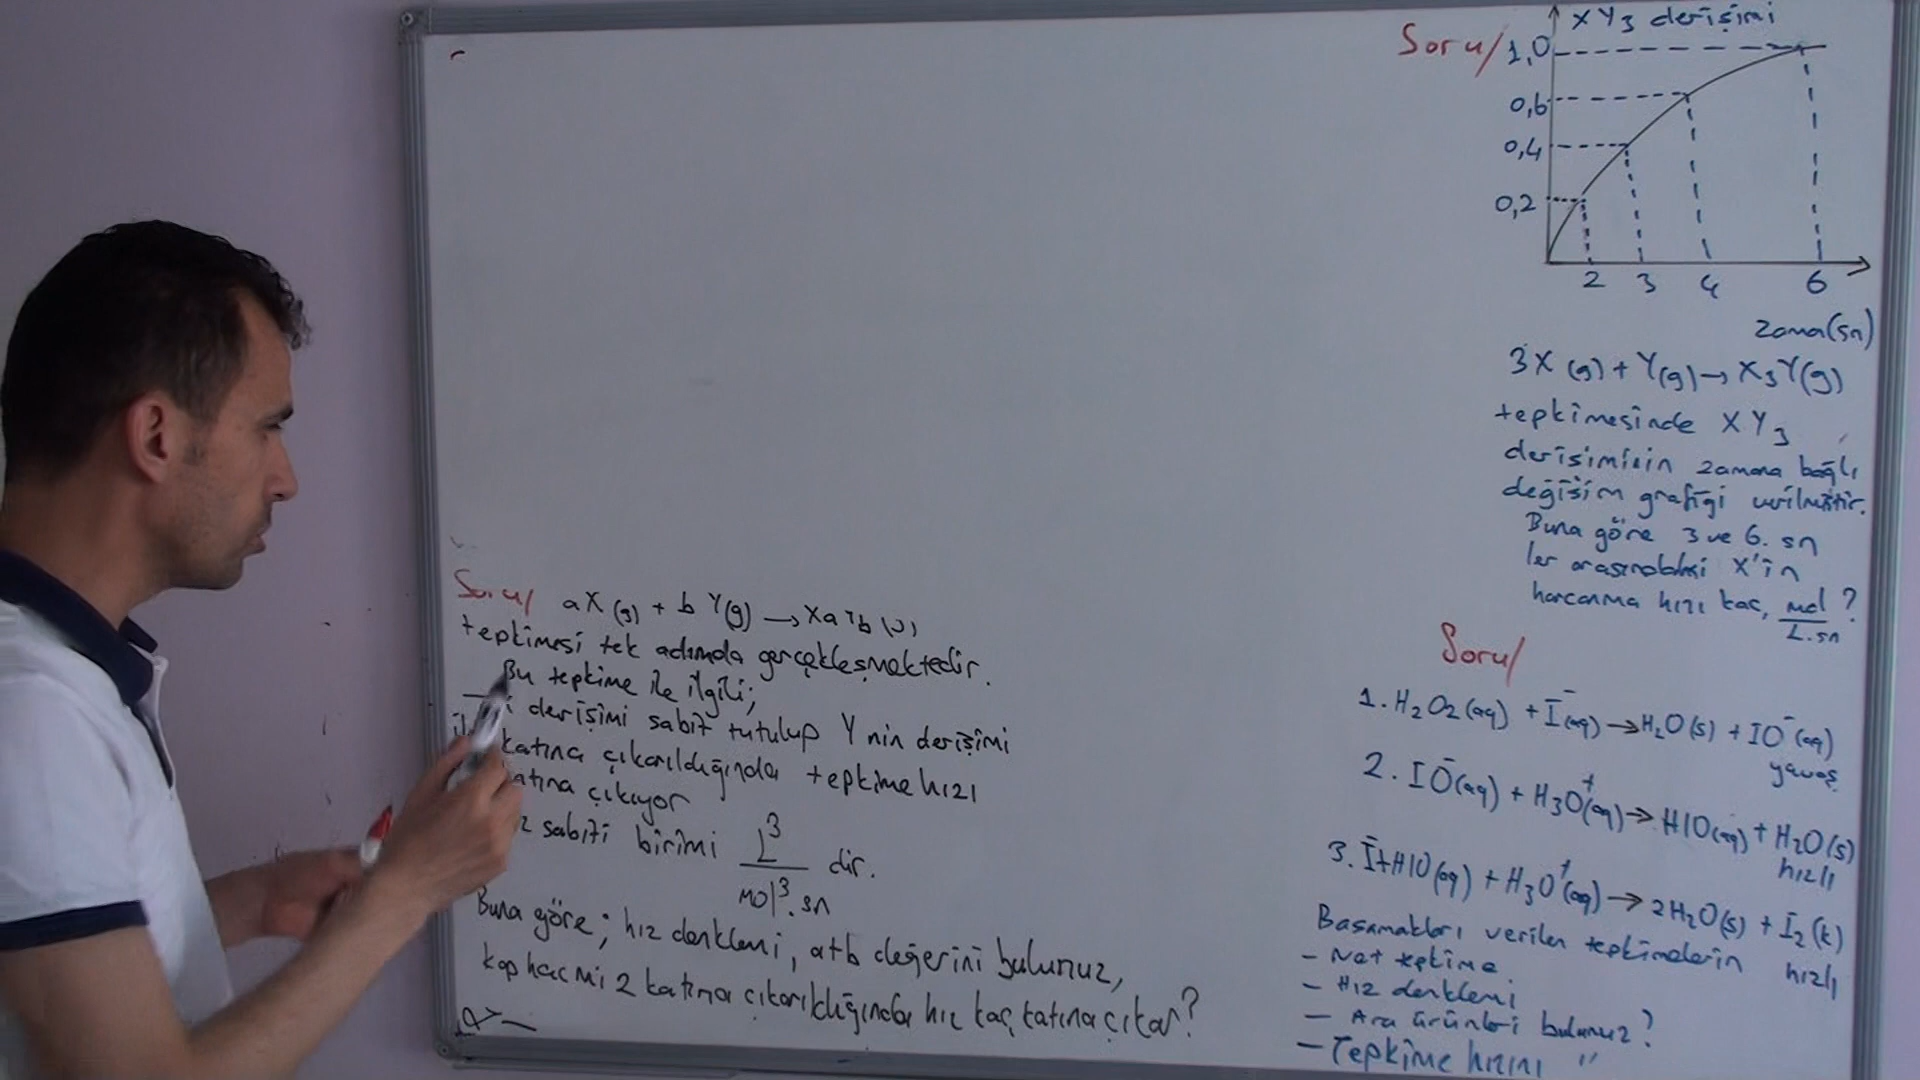 Soru/ aX(g) + bY(g) → XaYb(g)
tepkimesi tek adımda gerçekleşmektedir.
Bu tepkime ile ilgili;
derişimi sabit tutulup Y nin derişimi
katına çıkarıldığında tepkime hızı
katına çıkıyor
sabiti birimi L³/mol³.sn dir.
Buna göre; hız denklemi, a+b değerini bulunuz,
kap hacmi 2 katına çıkarıldığında hız kaç katına çıkar?
Soru/
XY₃ derişimi
1,0
0,6
0,4
0,2
2 3 4 6
zama(sn)
3X(g) + Y(g) → X₃Y(g)
tepkimesinde XY₃
derişiminin zamana bağlı
değişim grafiği verilmiştir.
Buna göre 3 ve 6. sn
ler arasındaki X'in
harcanma hızı kaç, mol/L.sn ?
Soru/
1. H₂O₂(aq) + I⁻(aq) → H₂O(s) + IO⁻(aq)
yavaş
2. IO⁻(aq) + H₃O⁺(aq) → HIO(aq) + H₂O(s)
hızlı
3. I⁻+HIO(aq) + H₃O⁺(aq) → 2H₂O(s) + I₂(k)
hızlı
Basamakları verilen tepkimelerin
- Net tepkime
- Hız denklemi
- Ara ürünleri bulunuz?
- Tepkime hızını "